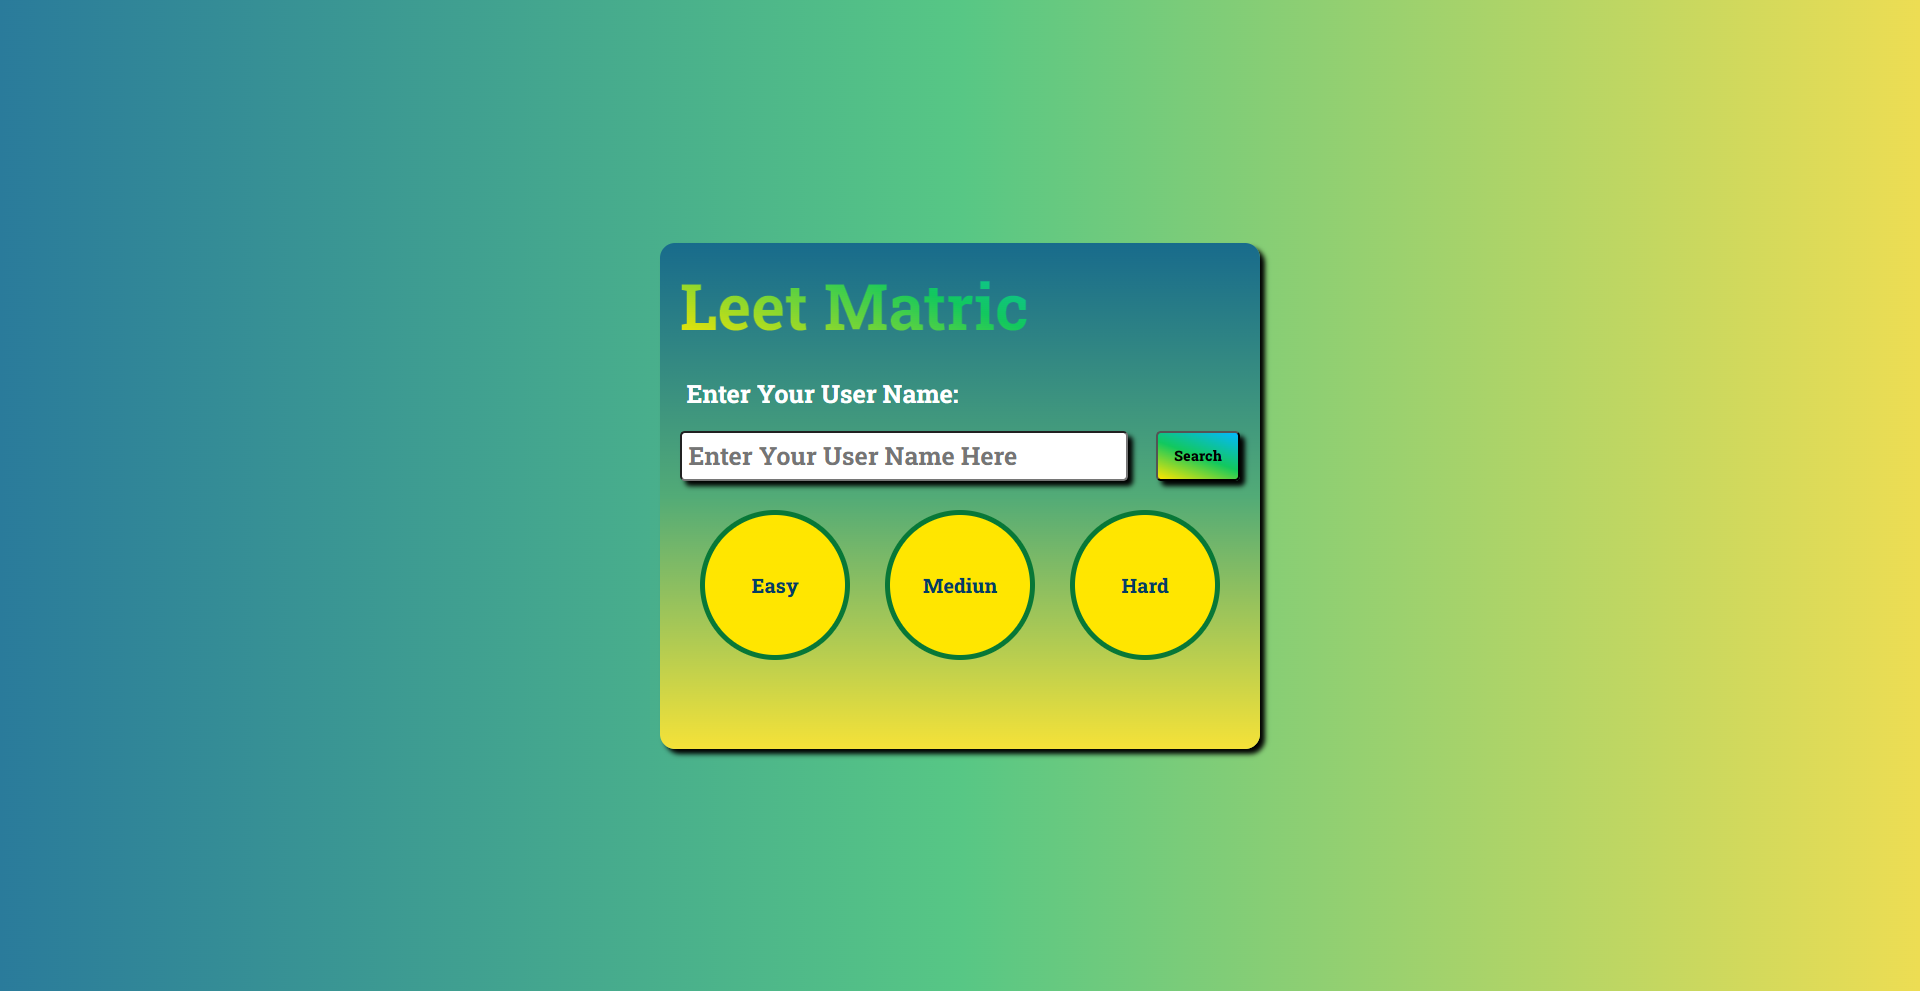 Leet Matric
Enter Your User Name:
Enter Your User Name Here
Search
Easy
Mediun
Hard